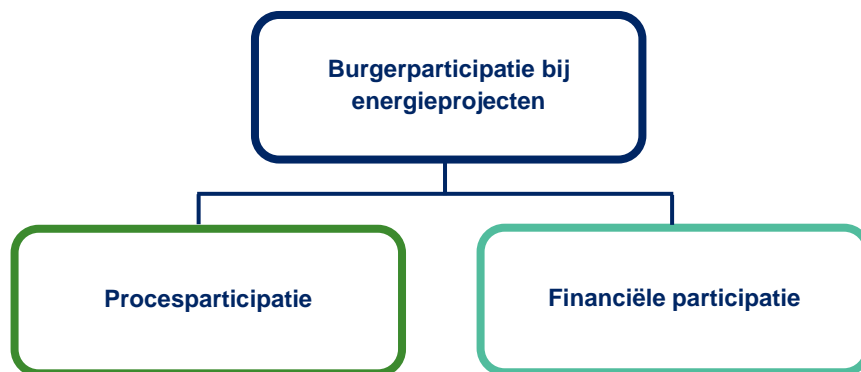 Burgerparticipatie bij
energieprojecten
Procesparticipatie
Financiële participatie